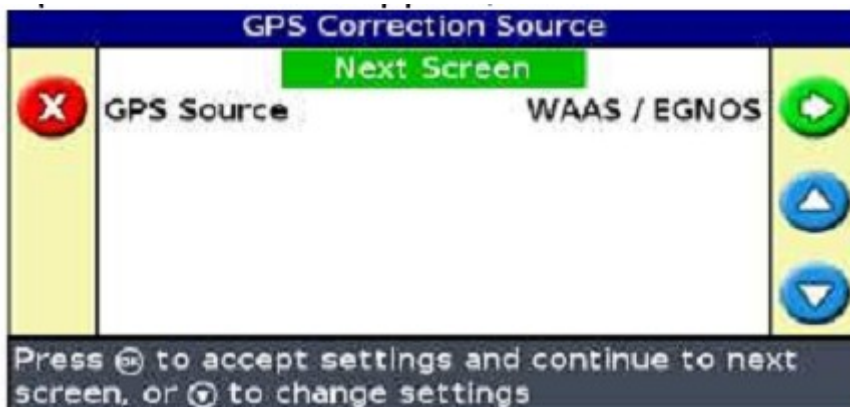 GPS Correction Source
Next Screen
GPS Source WAAS / EGNOS
Press OK to accept settings and continue to next
screen, or to change settings